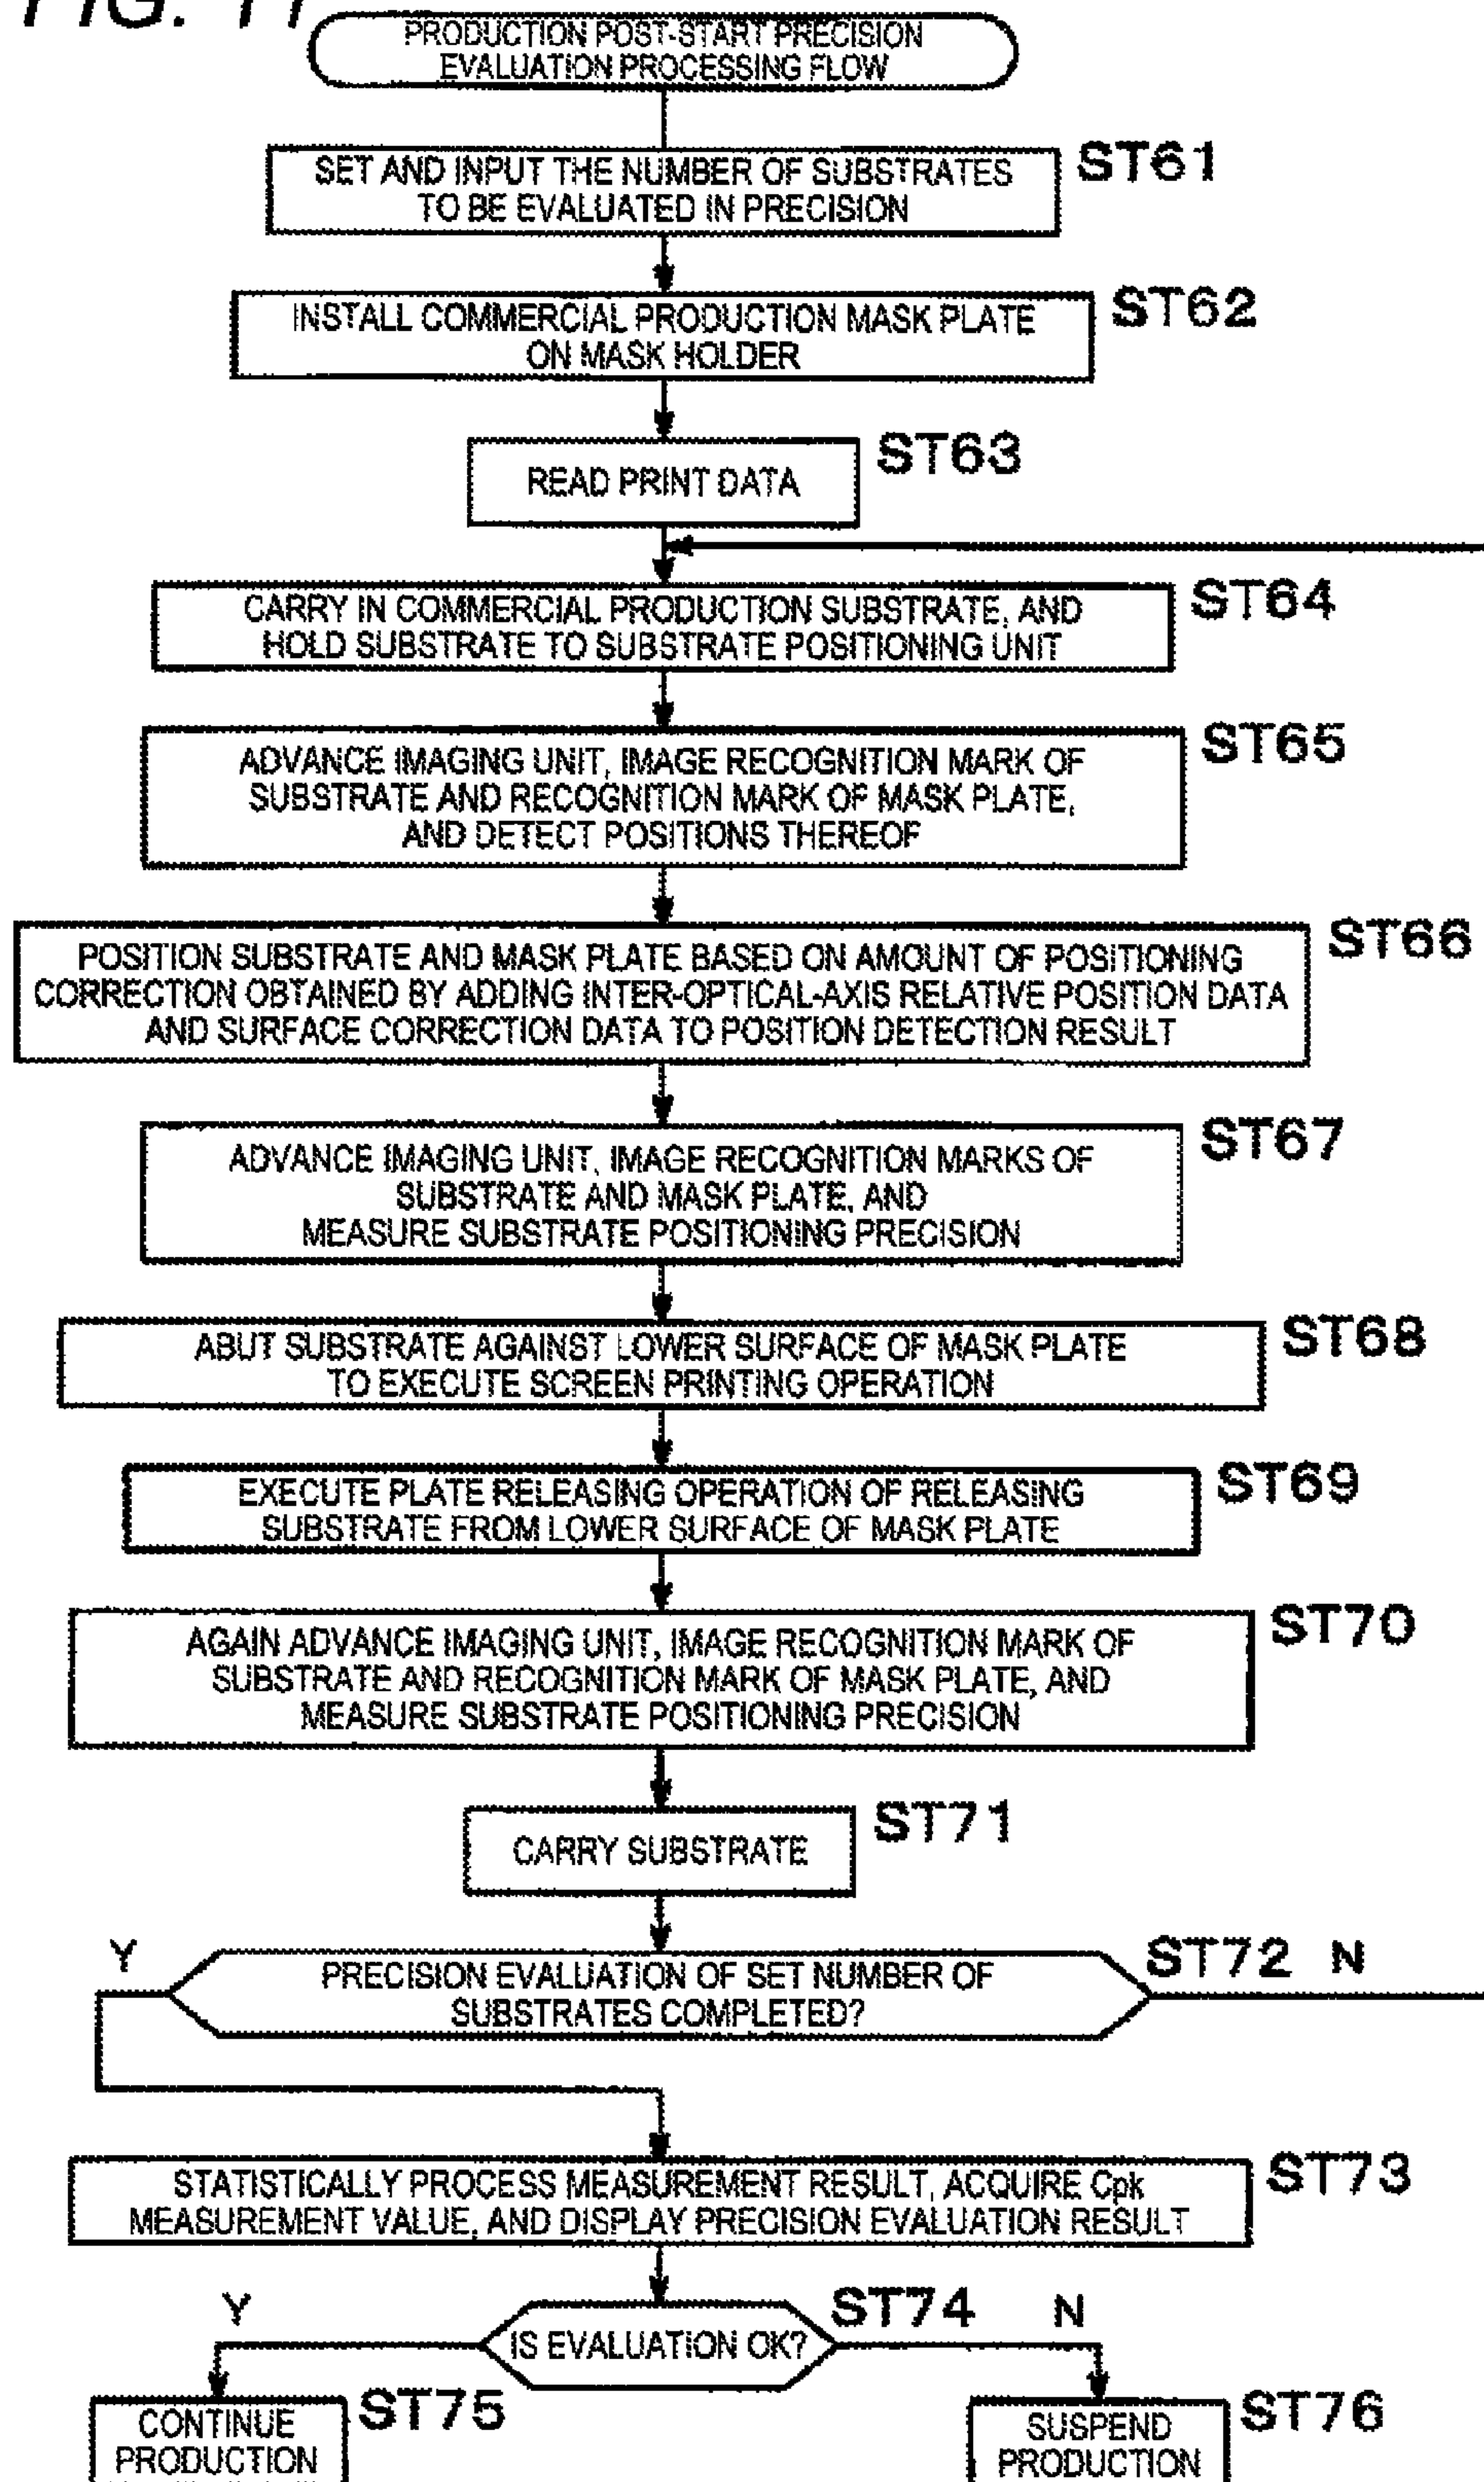 FIG. 11
PRODUCTION POST-START PRECISION
EVALUATION PROCESSING FLOW
SET AND INPUT THE NUMBER OF SUBSTRATES
TO BE EVALUATED IN PRECISION
ST61
INSTALL COMMERCIAL PRODUCTION MASK PLATE
ON MASK HOLDER
ST62
READ PRINT DATA
ST63
CARRY IN COMMERCIAL PRODUCTION SUBSTRATE, AND
HOLD SUBSTRATE TO SUBSTRATE POSITIONING UNIT
ST64
ADVANCE IMAGING UNIT, IMAGE RECOGNITION MARK OF
SUBSTRATE AND RECOGNITION MARK OF MASK PLATE,
AND DETECT POSITIONS THEREOF
ST65
POSITION SUBSTRATE AND MASK PLATE BASED ON AMOUNT OF POSITIONING
CORRECTION OBTAINED BY ADDING INTER-OPTICAL-AXIS RELATIVE POSITION DATA
AND SURFACE CORRECTION DATA TO POSITION DETECTION RESULT
ST66
ADVANCE IMAGING UNIT, IMAGE RECOGNITION MARKS OF
SUBSTRATE AND MASK PLATE, AND
MEASURE SUBSTRATE POSITIONING PRECISION
ST67
ABUT SUBSTRATE AGAINST LOWER SURFACE OF MASK PLATE
TO EXECUTE SCREEN PRINTING OPERATION
ST68
EXECUTE PLATE RELEASING OPERATION OF RELEASING
SUBSTRATE FROM LOWER SURFACE OF MASK PLATE
ST69
AGAIN ADVANCE IMAGING UNIT, IMAGE RECOGNITION MARK OF
SUBSTRATE AND RECOGNITION MARK OF MASK PLATE, AND
MEASURE SUBSTRATE POSITIONING PRECISION
ST70
CARRY SUBSTRATE
ST71
Y
PRECISION EVALUATION OF SET NUMBER OF
SUBSTRATES COMPLETED?
ST72 N
STATISTICALLY PROCESS MEASUREMENT RESULT, ACQUIRE Cpk
MEASUREMENT VALUE, AND DISPLAY PRECISION EVALUATION RESULT
ST73
Y
IS EVALUATION OK?
ST74 N
CONTINUE
PRODUCTION
ST75
SUSPEND
PRODUCTION
ST76